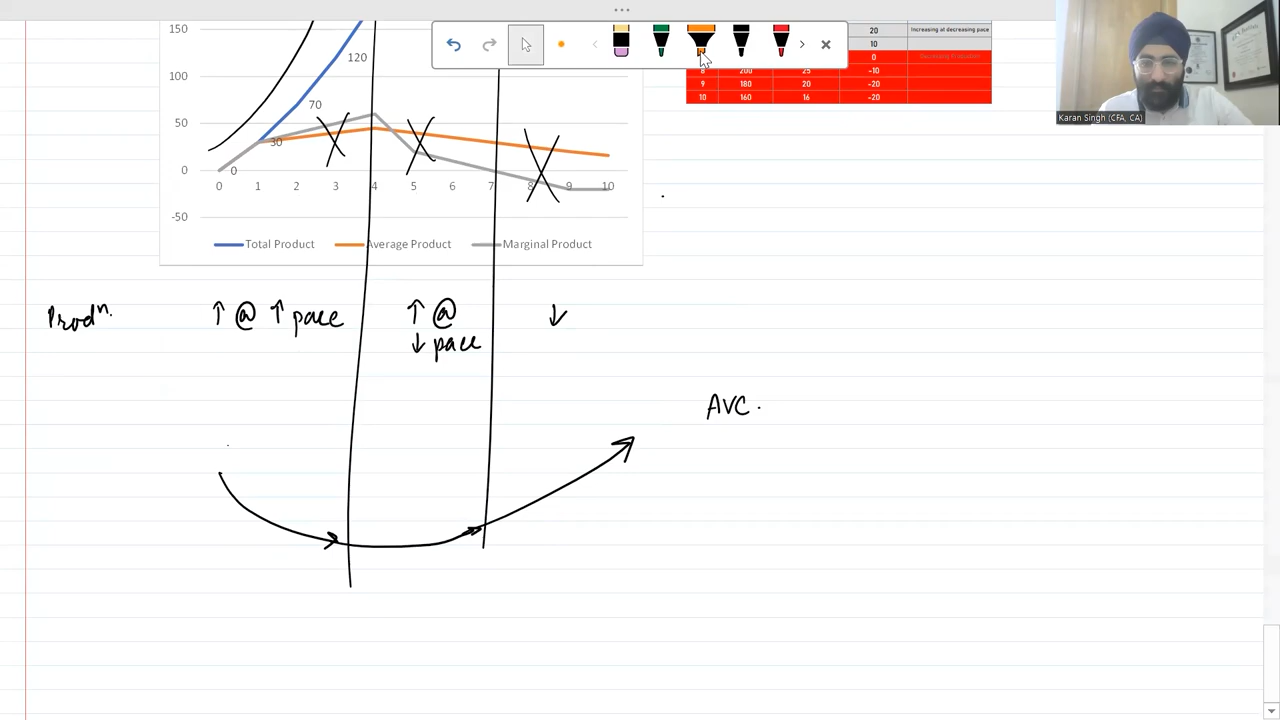 150
100
50
0
-50
120
70
30
0
0 1 2 3 4 5 6 7 8 9 10
Total Product Average Product Marginal Product
20 Increasing at decreasing pace
10
0
8 200 25 -10
9 180 20 -20
10 160 16 -20
Karan Singh (CFA, CA)
Prodⁿ.
↑ @ ↑ pace
↑ @
↓ pace
↓
AVC.